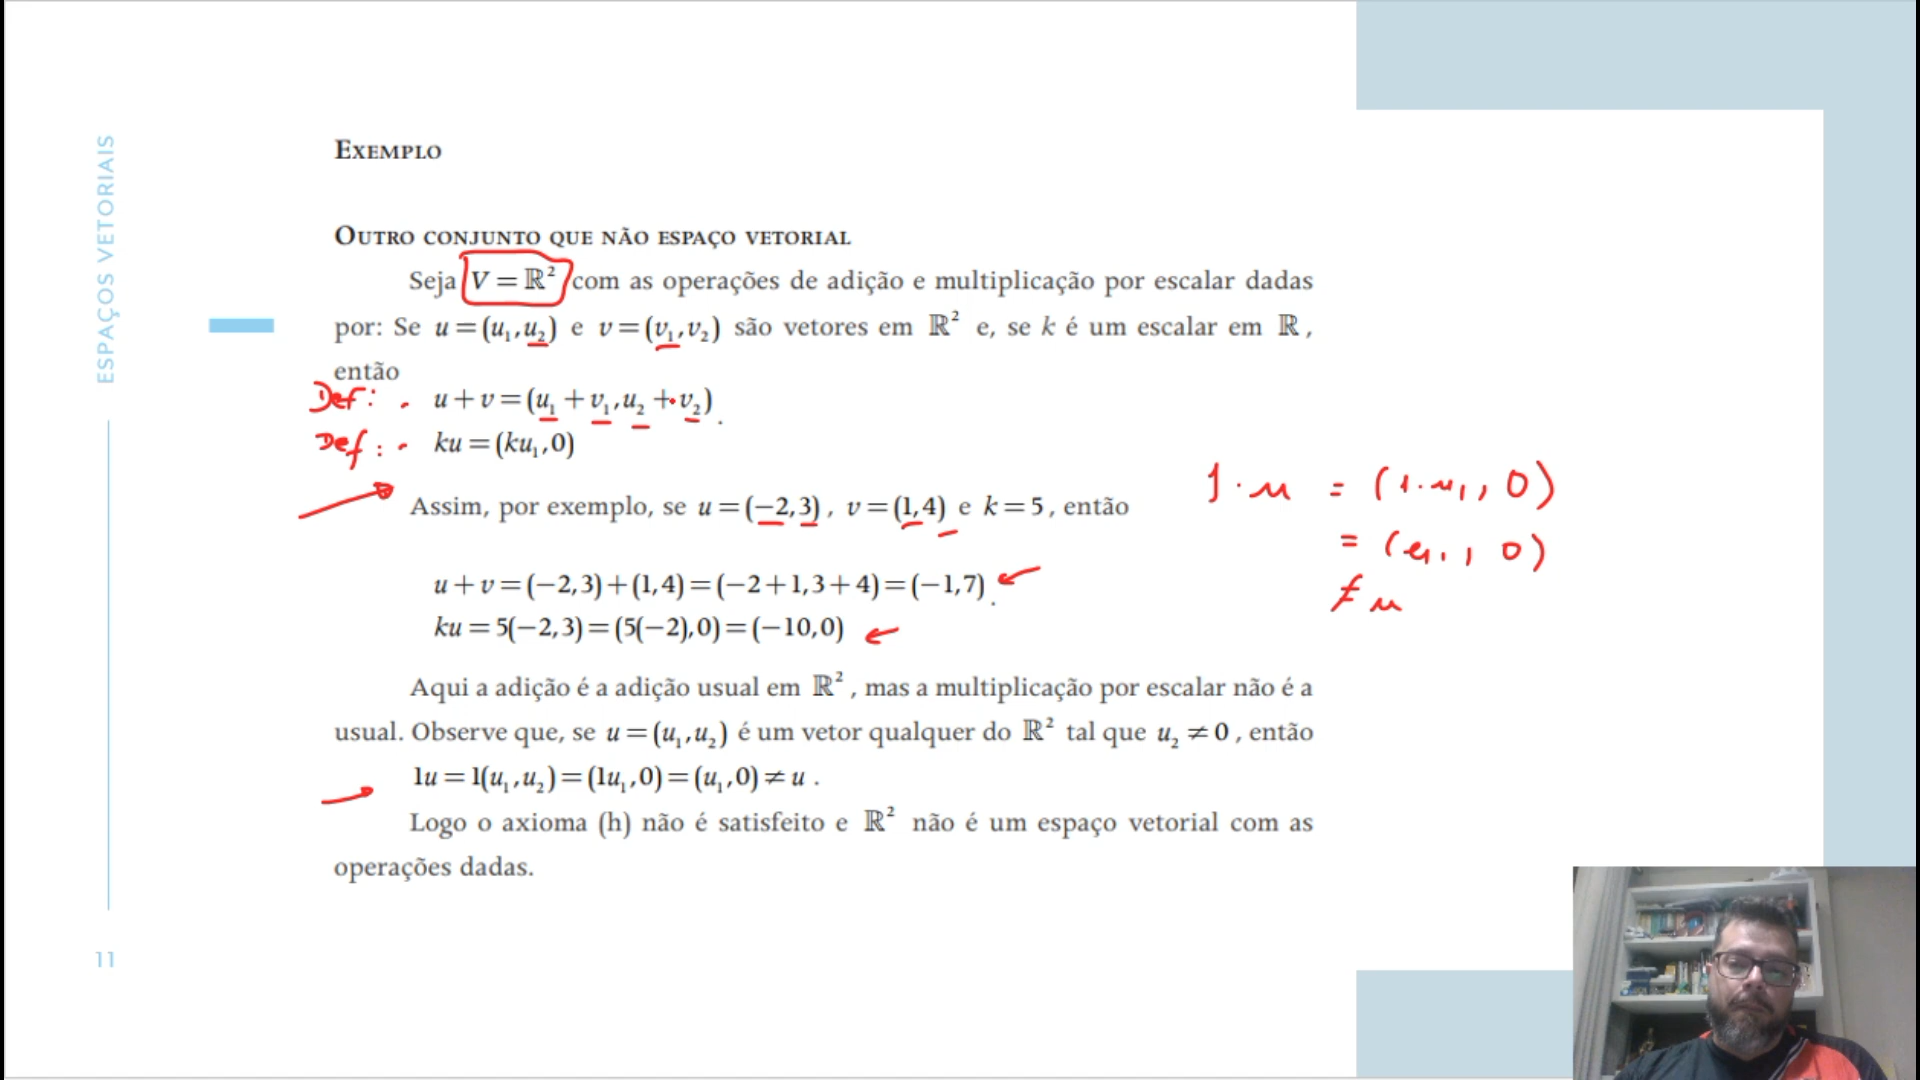 ESPAÇOS VETORIAIS
EXEMPLO
OUTRO CONJUNTO QUE NÃO ESPAÇO VETORIAL
Seja V = ℝ² com as operações de adição e multiplicação por escalar dadas
por: Se u = (u₁,u₂) e v = (v₁,v₂) são vetores em ℝ² e, se k é um escalar em ℝ,
então
Def: . u + v = (u₁ + v₁,u₂ + v₂).
Def: . ku = (ku₁,0)
Assim, por exemplo, se u = (−2,3), v = (1,4) e k = 5, então
u + v = (−2,3) + (1,4) = (−2 + 1,3 + 4) = (−1,7).
ku = 5(−2,3) = (5(−2),0) = (−10,0)
1·u = (1·u₁, 0)
= (u₁, 0)
≠ u
Aqui a adição é a adição usual em ℝ², mas a multiplicação por escalar não é a
usual. Observe que, se u = (u₁,u₂) é um vetor qualquer do ℝ² tal que u₂ ≠ 0, então
1u = 1(u₁,u₂) = (1u₁,0) = (u₁,0) ≠ u.
Logo o axioma (h) não é satisfeito e ℝ² não é um espaço vetorial com as
operações dadas.
11